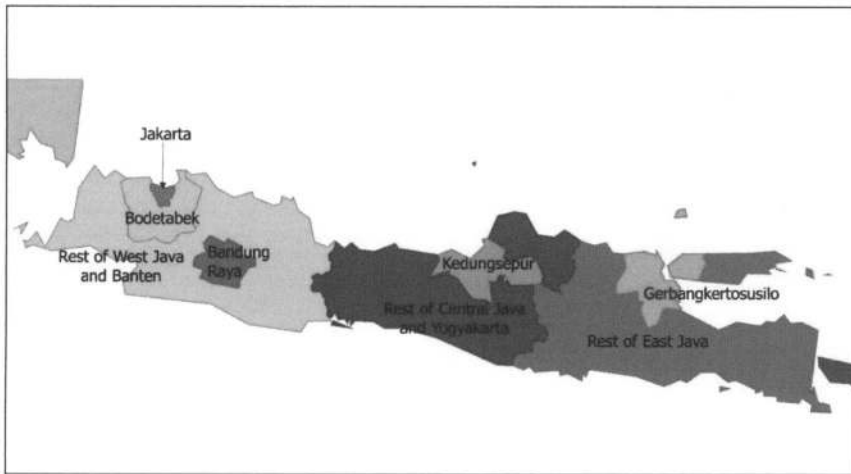 Jakarta
Bodetabek
Rest of West Java
and Banten
Bandung
Raya
Kedungsepur
Rest of Central Java
and Yogyakarta
Gerbangkertosusilo
Rest of East Java